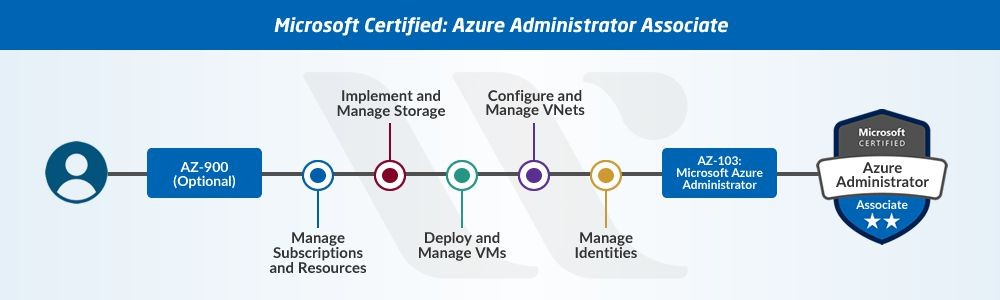 Microsoft Certified: Azure Administrator Associate
AZ-900
(Optional)
Manage
Subscriptions
and Resources
Implement and
Manage Storage
Deploy and
Manage VMs
Configure and
Manage VNets
Manage
Identities
AZ-103:
Microsoft Azure
Administrator
Microsoft
CERTIFIED
Azure
Administrator
Associate